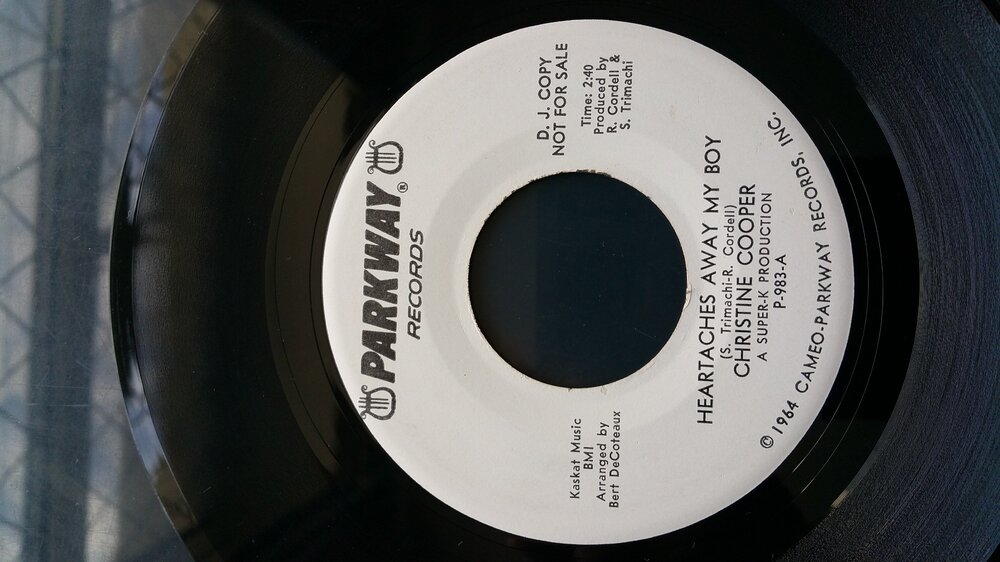 PARKWAY®
RECORDS
D. J. COPY
NOT FOR SALE
Time: 2:40
Produced by
R. Cordell &
S. Trimachi
Kaskat Music
BMI
Arranged by
Bert DeCoteaux
HEARTACHES AWAY MY BOY
(S. Trimachi-R. Cordell)
CHRISTINE COOPER
A SUPER-K PRODUCTION
P-983-A
© 1964 CAMEO-PARKWAY RECORDS, INC.